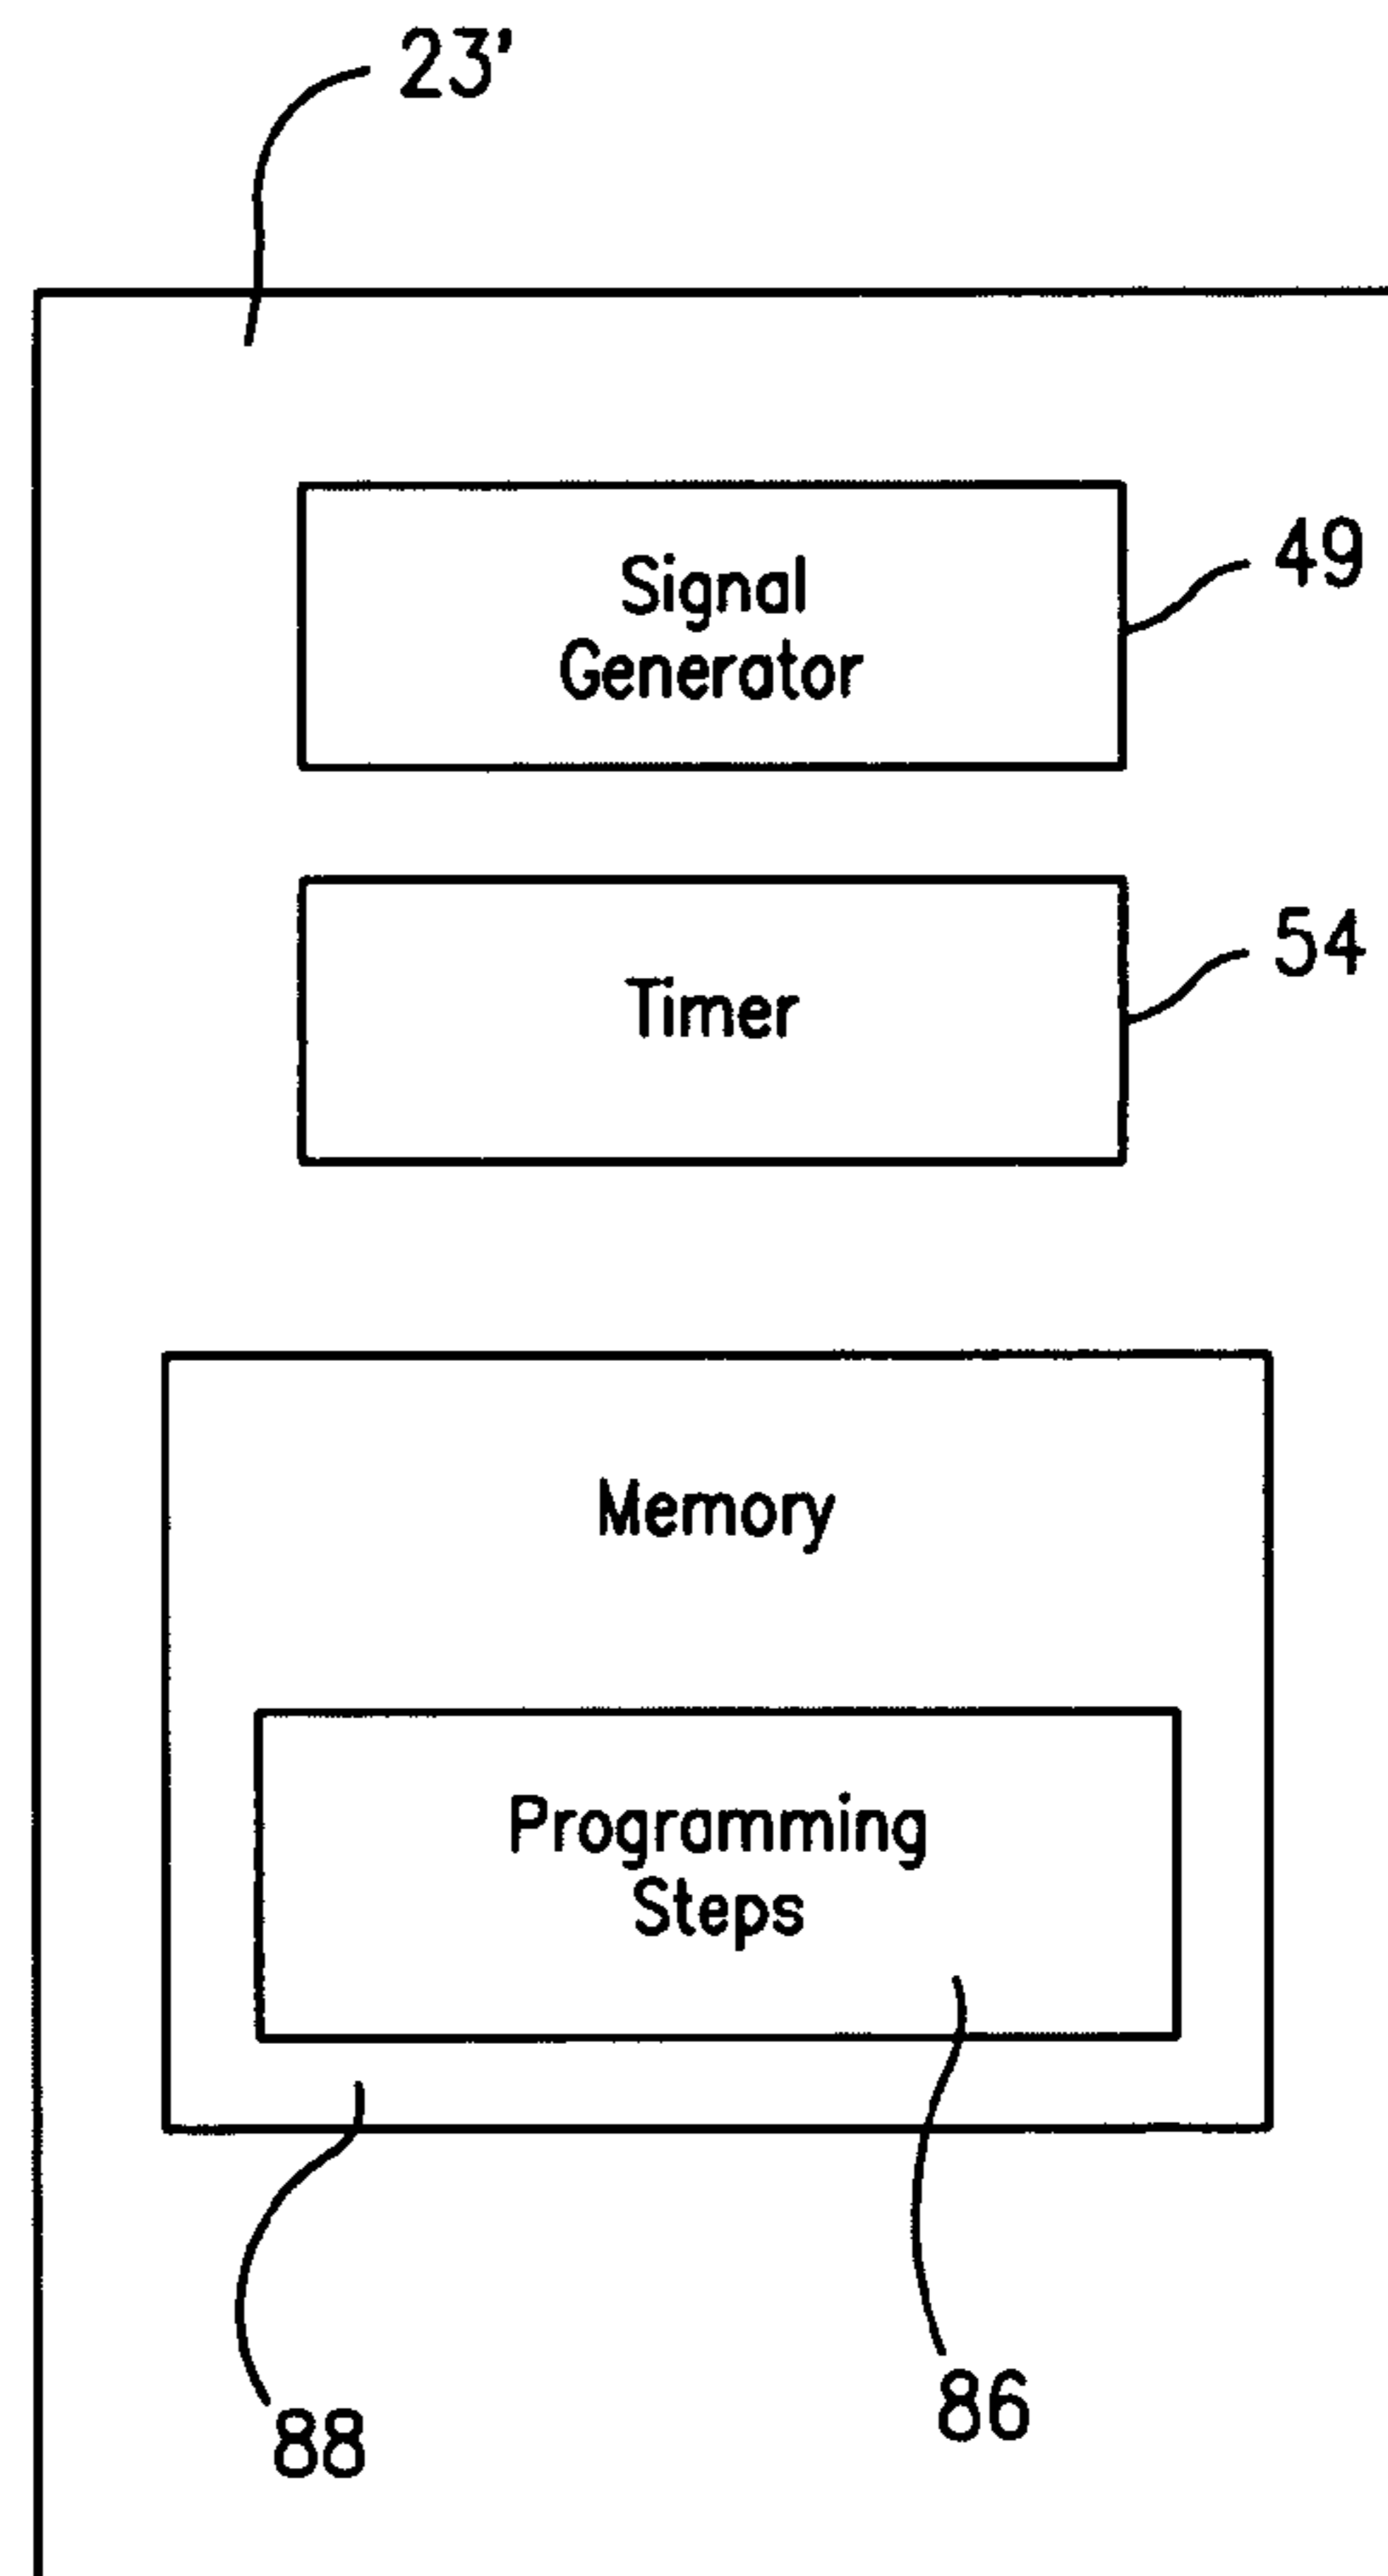 23'
Signal
Generator
49
Timer
54
Memory
Programming
Steps
86
88